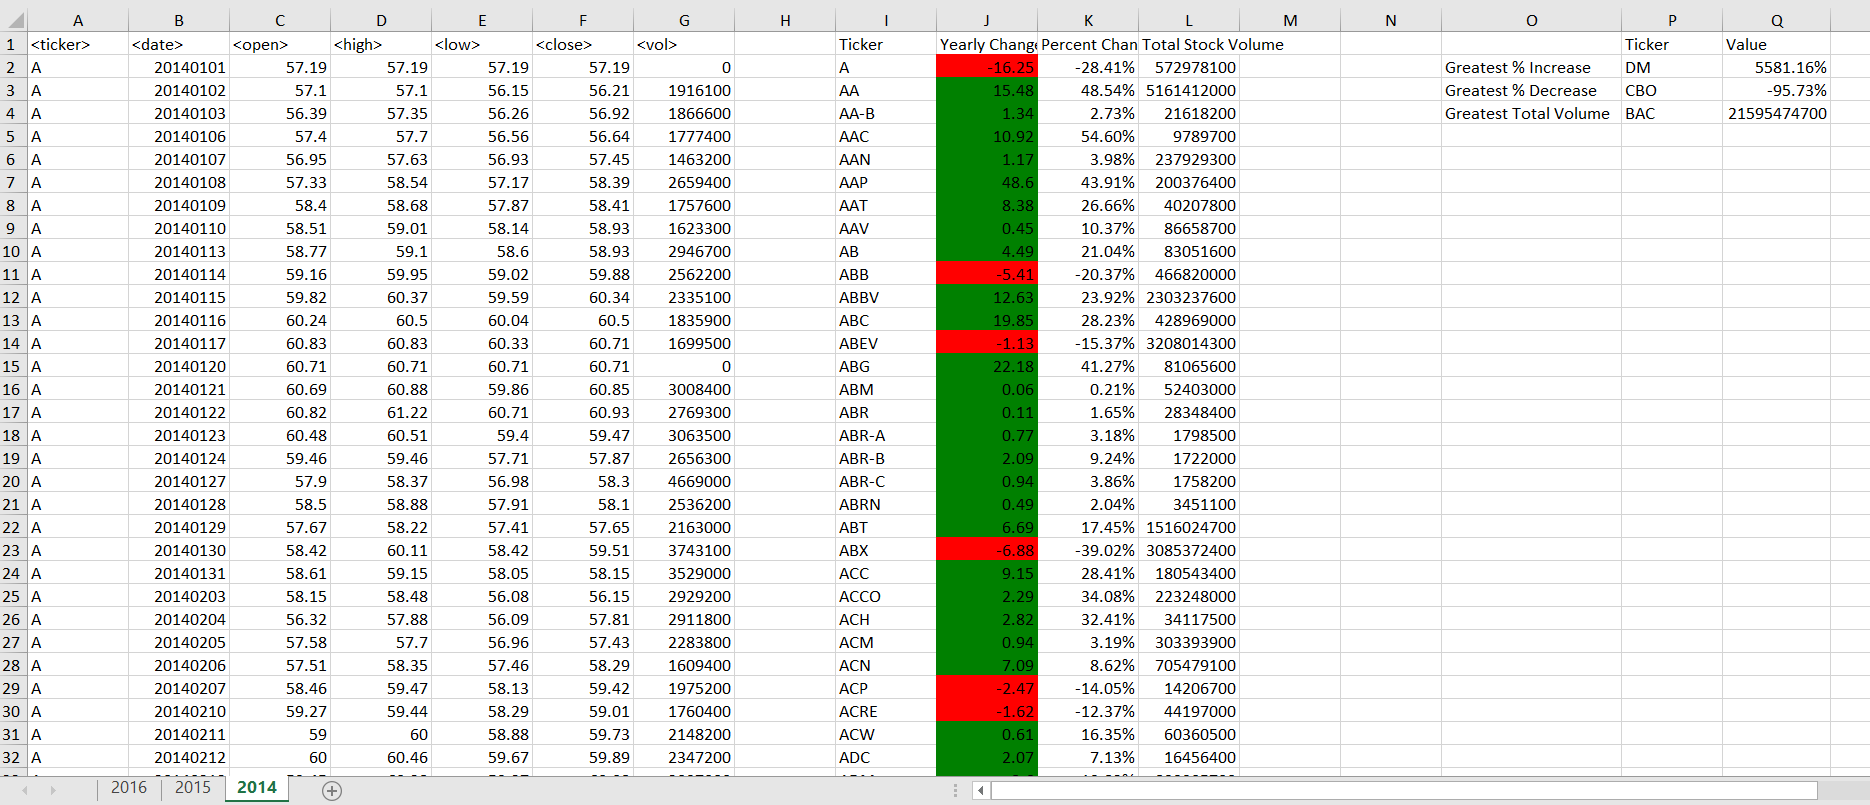 A B C D E F G H I J K L M N O P Q
1 <ticker> <date> <open> <high> <low> <close> <vol> Ticker Yearly Change Percent Chan Total Stock Volume Ticker Value
2 A 20140101 57.19 57.19 57.19 57.19 0 A -16.25 -28.41% 572978100 Greatest % Increase DM 5581.16%
3 A 20140102 57.1 57.1 56.15 56.21 1916100 AA 15.48 48.54% 5161412000 Greatest % Decrease CBO -95.73%
4 A 20140103 56.39 57.35 56.26 56.92 1866600 AA-B 1.34 2.73% 21618200 Greatest Total Volume BAC 21595474700
5 A 20140106 57.4 57.7 56.56 56.64 1777400 AAC 10.92 54.60% 9789700
6 A 20140107 56.95 57.63 56.93 57.45 1463200 AAN 1.17 3.98% 237929300
7 A 20140108 57.33 58.54 57.17 58.39 2659400 AAP 48.6 43.91% 200376400
8 A 20140109 58.4 58.68 57.87 58.41 1757600 AAT 8.38 26.66% 40207800
9 A 20140110 58.51 59.01 58.14 58.93 1623300 AAV 0.45 10.37% 86658700
10 A 20140113 58.77 59.1 58.6 58.93 2946700 AB 4.49 21.04% 83051600
11 A 20140114 59.16 59.95 59.02 59.88 2562200 ABB -5.41 -20.37% 466820000
12 A 20140115 59.82 60.37 59.59 60.34 2335100 ABBV 12.63 23.92% 2303237600
13 A 20140116 60.24 60.5 60.04 60.5 1835900 ABC 19.85 28.23% 428969000
14 A 20140117 60.83 60.83 60.33 60.71 1699500 ABEV -1.13 -15.37% 3208014300
15 A 20140120 60.71 60.71 60.71 60.71 0 ABG 22.18 41.27% 81065600
16 A 20140121 60.69 60.88 59.86 60.85 3008400 ABM 0.06 0.21% 52403000
17 A 20140122 60.82 61.22 60.71 60.93 2769300 ABR 0.11 1.65% 28348400
18 A 20140123 60.48 60.51 59.4 59.47 3063500 ABR-A 0.77 3.18% 1798500
19 A 20140124 59.46 59.46 57.71 57.87 2656300 ABR-B 2.09 9.24% 1722000
20 A 20140127 57.9 58.37 56.98 58.3 4669000 ABR-C 0.94 3.86% 1758200
21 A 20140128 58.5 58.88 57.91 58.1 2536200 ABRN 0.49 2.04% 3451100
22 A 20140129 57.67 58.22 57.41 57.65 2163000 ABT 6.69 17.45% 1516024700
23 A 20140130 58.42 60.11 58.42 59.51 3743100 ABX -6.88 -39.02% 3085372400
24 A 20140131 58.61 59.15 58.05 58.15 3529000 ACC 9.15 28.41% 180543400
25 A 20140203 58.15 58.48 56.08 56.15 2929200 ACCO 2.29 34.08% 223248000
26 A 20140204 56.32 57.88 56.09 57.81 2911800 ACH 2.82 32.41% 34117500
27 A 20140205 57.58 57.7 56.96 57.43 2283800 ACM 0.94 3.19% 303393900
28 A 20140206 57.51 58.35 57.46 58.29 1609400 ACN 7.09 8.62% 705479100
29 A 20140207 58.46 59.47 58.13 59.42 1975200 ACP -2.47 -14.05% 14206700
30 A 20140210 59.27 59.44 58.29 59.01 1760400 ACRE -1.62 -12.37% 44197000
31 A 20140211 59 60 58.88 59.73 2148200 ACW 0.61 16.35% 60360500
32 A 20140212 60 60.46 59.67 59.89 2347200 ADC 2.07 7.13% 16456400
2016 2015 2014